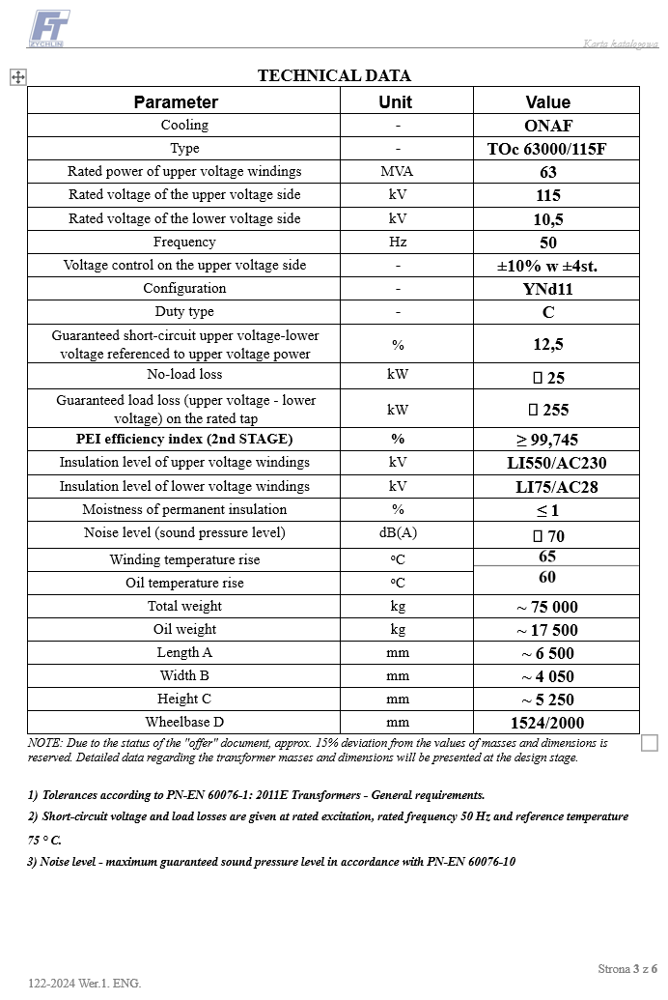 FT
ŻYCHLIN
Karta katalogowa
TECHNICAL DATA
Parameter Unit Value
Cooling - ONAF
Type - TOc 63000/115F
Rated power of upper voltage windings MVA 63
Rated voltage of the upper voltage side kV 115
Rated voltage of the lower voltage side kV 10,5
Frequency Hz 50
Voltage control on the upper voltage side - ±10% w ±4st.
Configuration - YNd11
Duty type - C
Guaranteed short-circuit upper voltage-lower
voltage referenced to upper voltage power % 12,5
No-load loss kW 25
Guaranteed load loss (upper voltage - lower
voltage) on the rated tap kW 255
PEI efficiency index (2nd STAGE) % ≥ 99,745
Insulation level of upper voltage windings kV LI550/AC230
Insulation level of lower voltage windings kV LI75/AC28
Moistness of permanent insulation % ≤ 1
Noise level (sound pressure level) dB(A) 70
Winding temperature rise °C 65
Oil temperature rise °C 60
Total weight kg ~ 75 000
Oil weight kg ~ 17 500
Length A mm ~ 6 500
Width B mm ~ 4 050
Height C mm ~ 5 250
Wheelbase D mm 1524/2000
NOTE: Due to the status of the "offer" document, approx. 15% deviation from the values of masses and dimensions is
reserved. Detailed data regarding the transformer masses and dimensions will be presented at the design stage.
1) Tolerances according to PN-EN 60076-1: 2011E Transformers - General requirements.
2) Short-circuit voltage and load losses are given at rated excitation, rated frequency 50 Hz and reference temperature
75 ° C.
3) Noise level - maximum guaranteed sound pressure level in accordance with PN-EN 60076-10
Strona 3 z 6
122-2024 Wer.1. ENG.